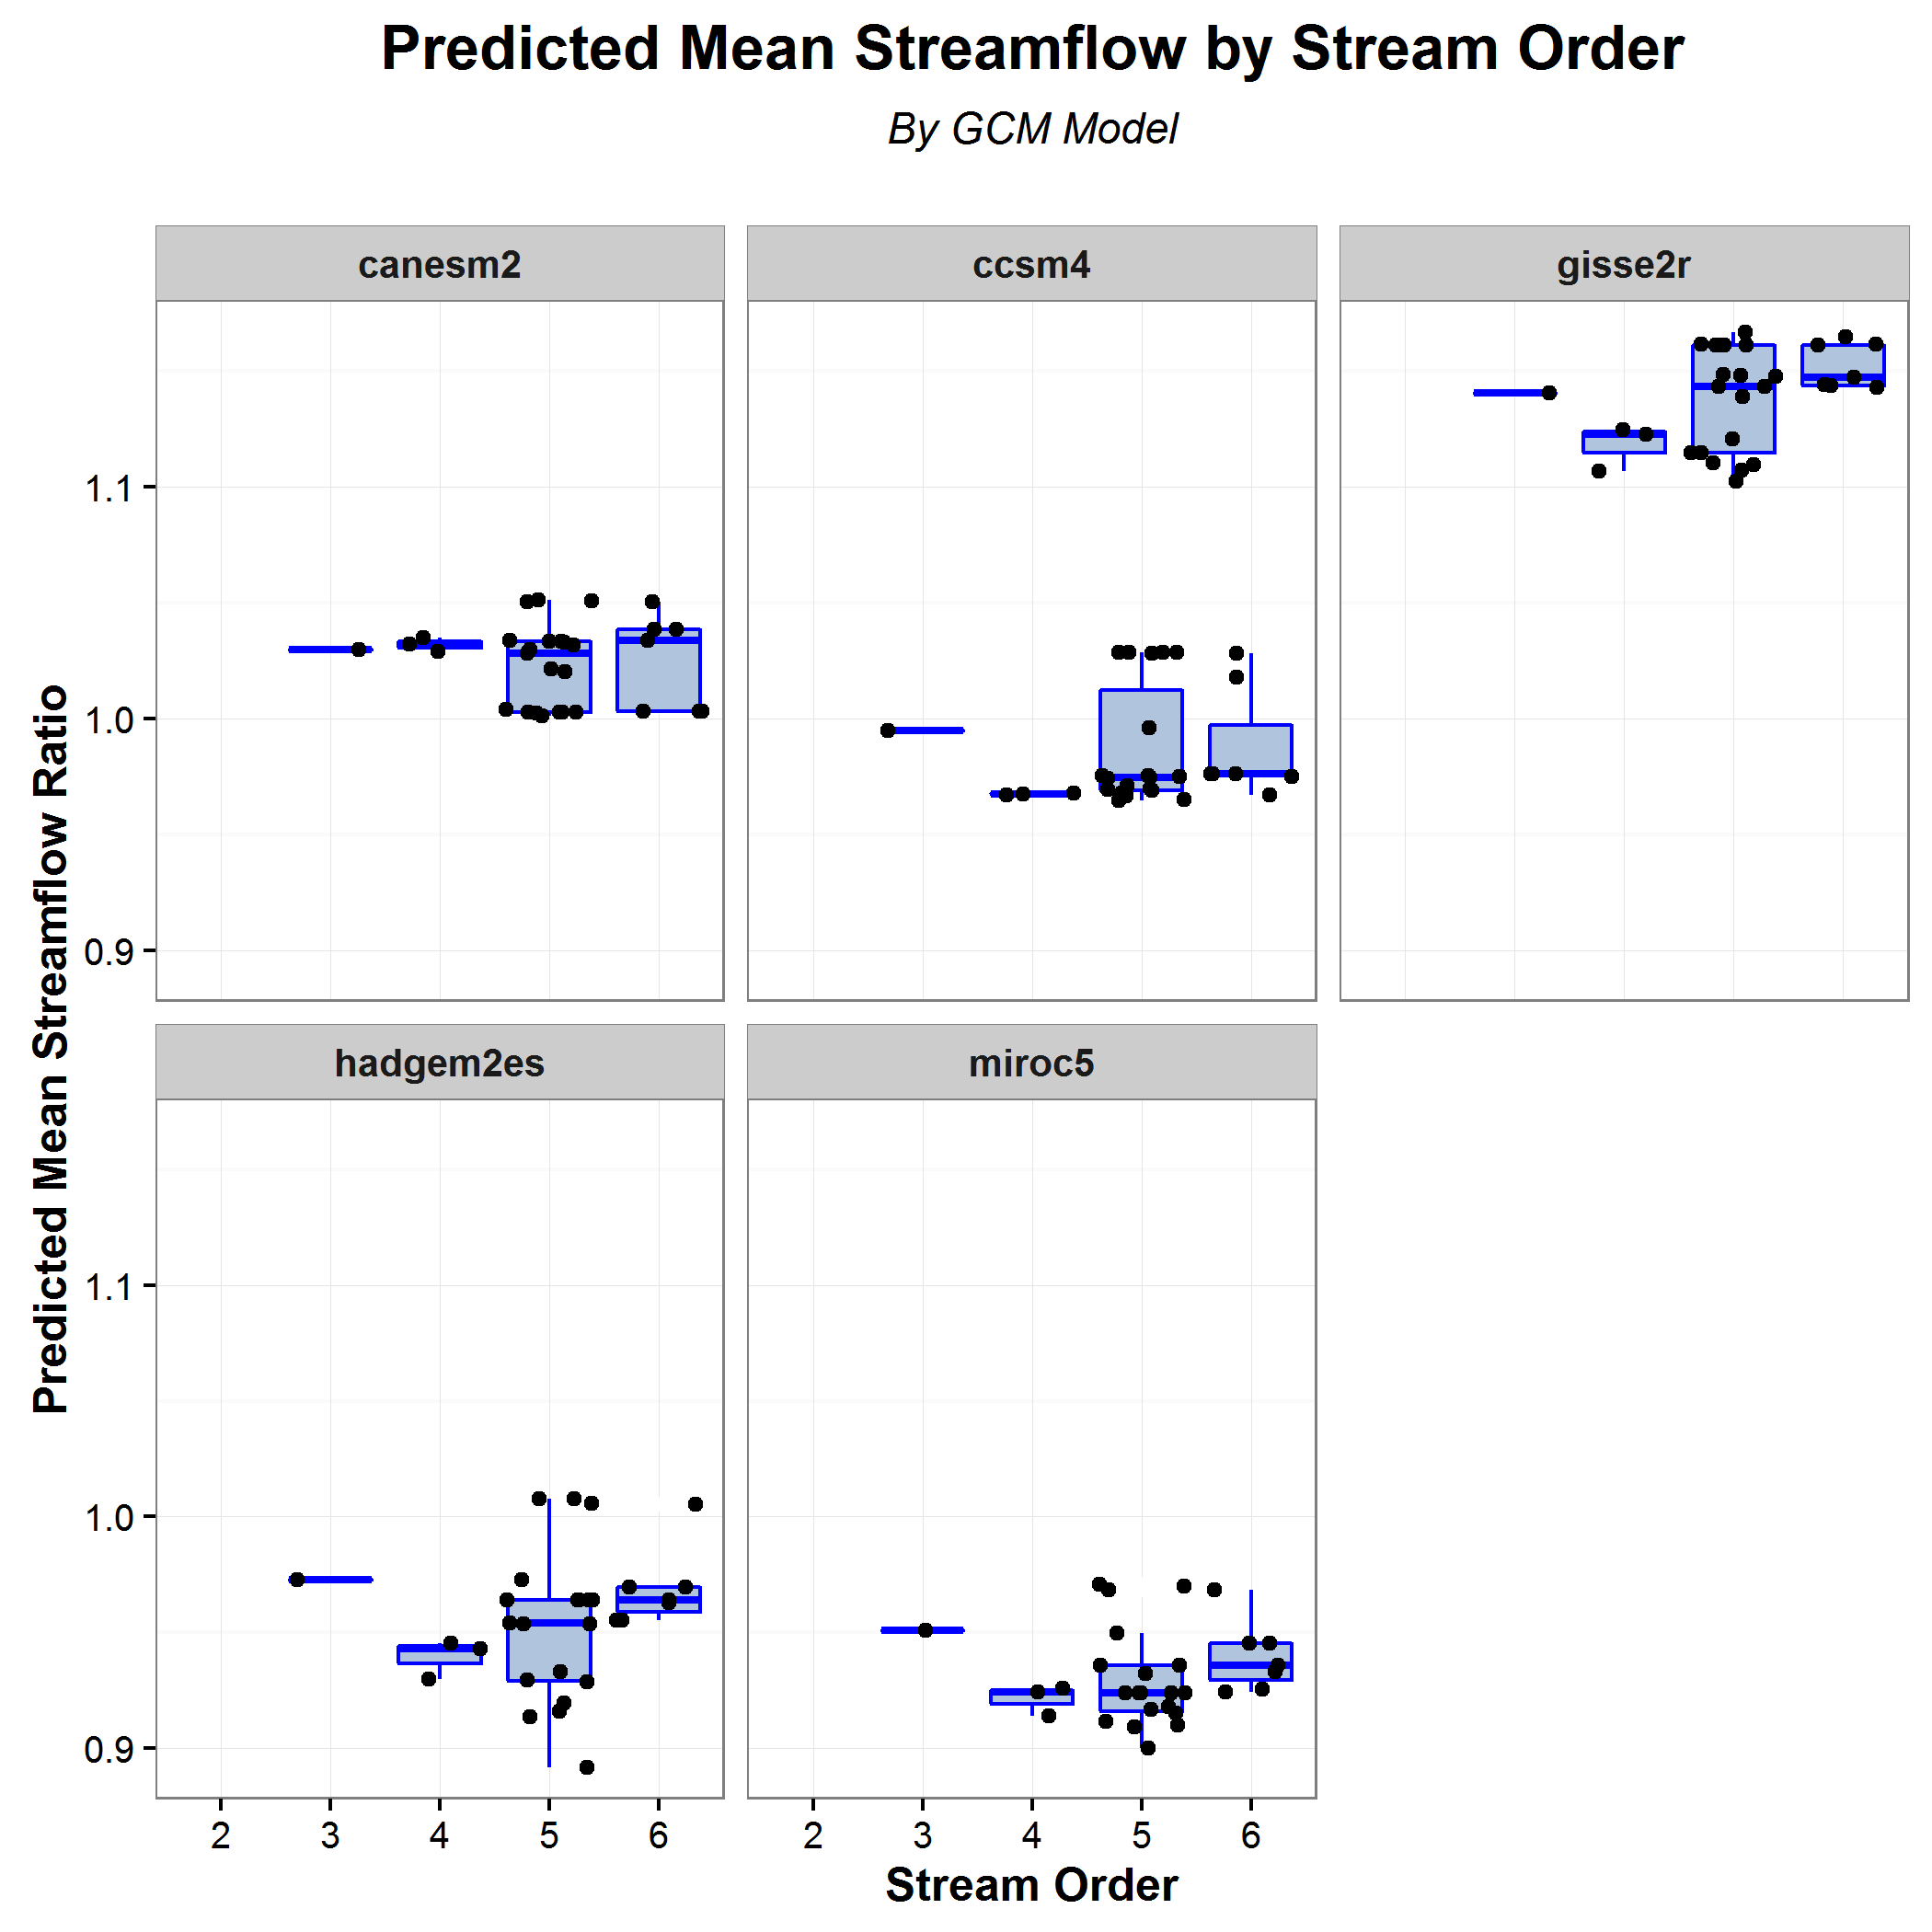 Predicted Mean Streamflow by Stream Order
By GCM Model
canesm2
ccsm4
gisse2r
1.1
1.0
0.9
Predicted Mean Streamflow Ratio
hadgem2es
miroc5
1.1
1.0
0.9
2 3 4 5 6
2 3 4 5 6
Stream Order